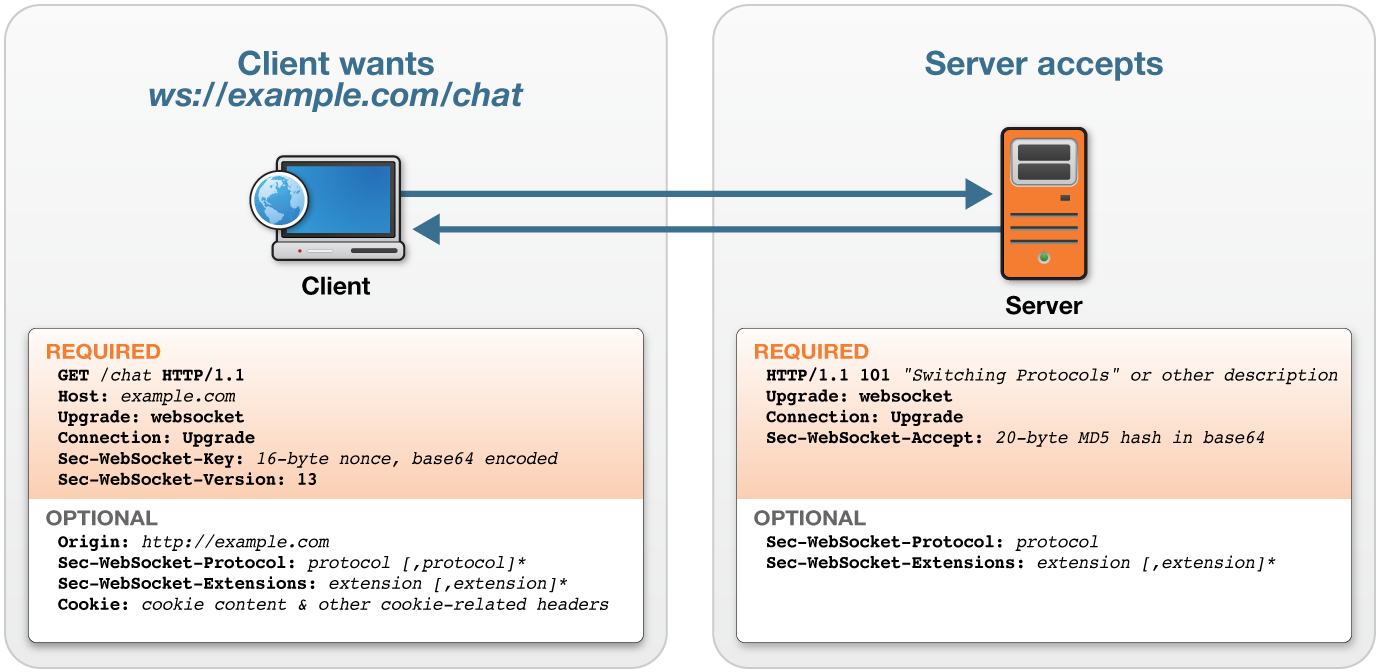 Client wants
ws://example.com/chat
Client
REQUIRED
GET /chat HTTP/1.1
Host: example.com
Upgrade: websocket
Connection: Upgrade
Sec-WebSocket-Key: 16-byte nonce, base64 encoded
Sec-WebSocket-Version: 13
OPTIONAL
Origin: http://example.com
Sec-WebSocket-Protocol: protocol [,protocol]*
Sec-WebSocket-Extensions: extension [,extension]*
Cookie: cookie content & other cookie-related headers
Server accepts
Server
REQUIRED
HTTP/1.1 101 "Switching Protocols" or other description
Upgrade: websocket
Connection: Upgrade
Sec-WebSocket-Accept: 20-byte MD5 hash in base64
OPTIONAL
Sec-WebSocket-Protocol: protocol
Sec-WebSocket-Extensions: extension [,extension]*